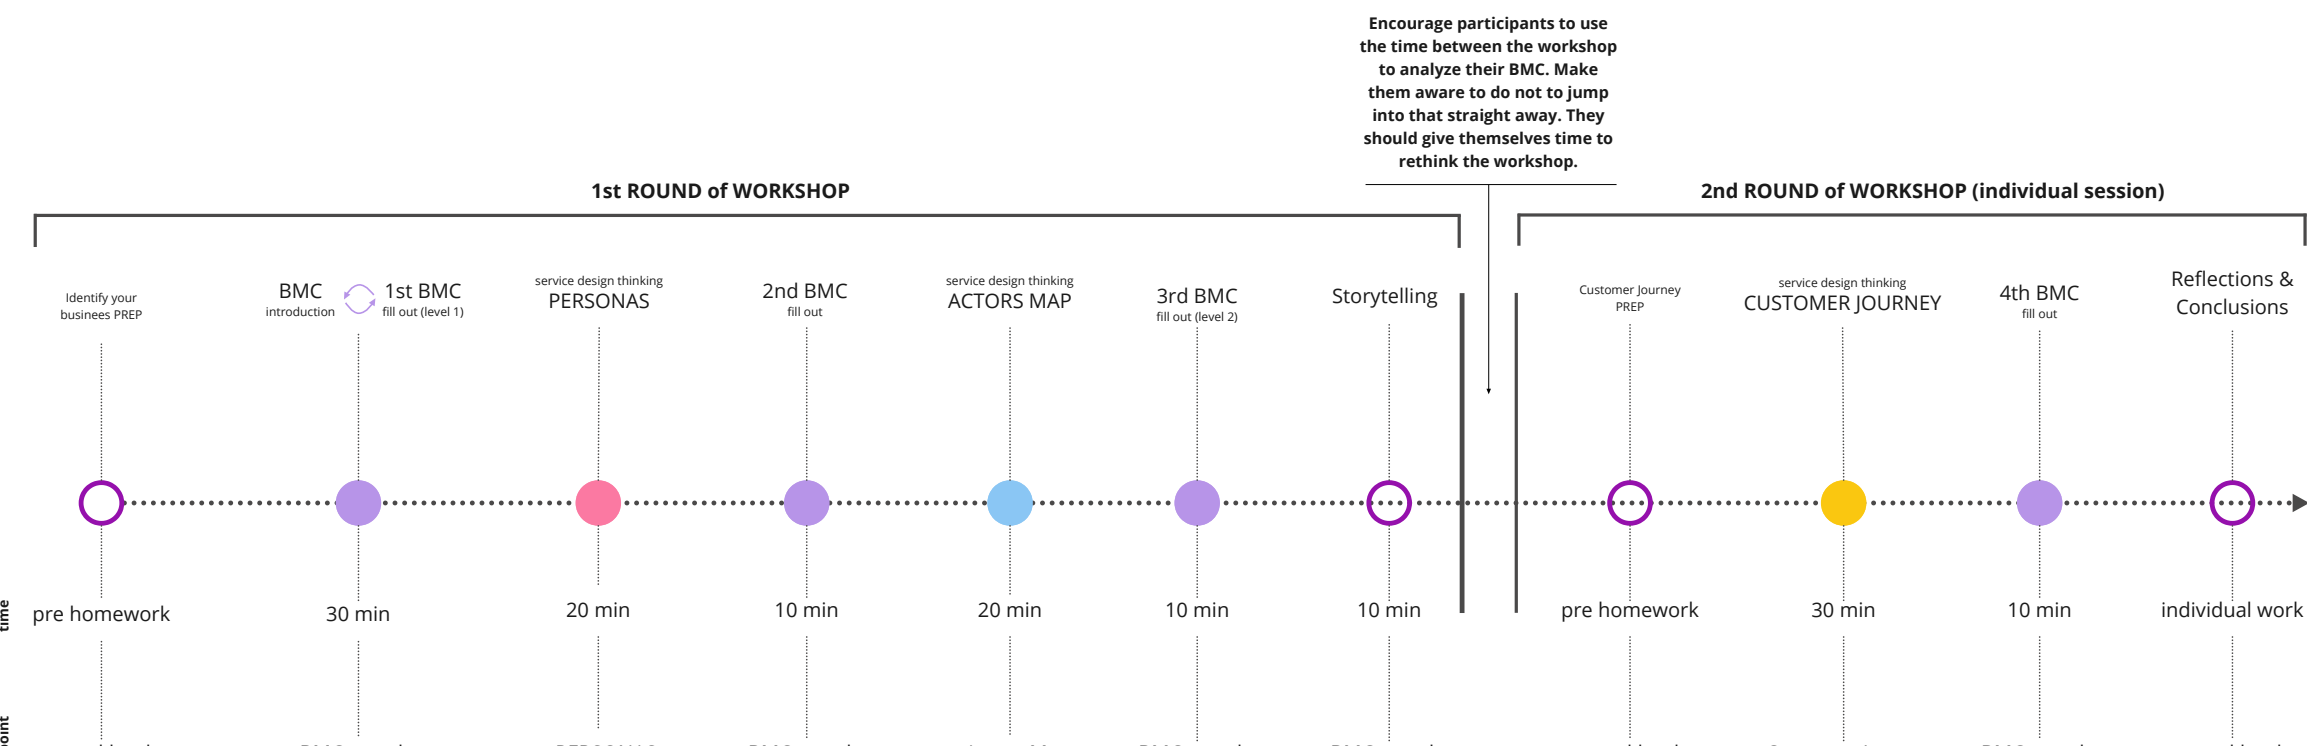 Encourage participants to use
the time between the workshop
to analyze their BMC. Make
them aware to do not to jump
into that straight away. They
should give themselves time to
rethink the workshop.
1st ROUND of WORKSHOP
2nd ROUND of WORKSHOP (individual session)
Identify your
businees PREP
BMC
introduction
1st BMC
fill out (level 1)
service design thinking
PERSONAS
2nd BMC
fill out
service design thinking
ACTORS MAP
3rd BMC
fill out (level 2)
Storytelling
Customer Journey
PREP
service design thinking
CUSTOMER JOURNEY
4th BMC
fill out
Reflections &
Conclusions
time
pre homework
30 min
20 min
10 min
20 min
10 min
10 min
pre homework
30 min
10 min
individual work
point